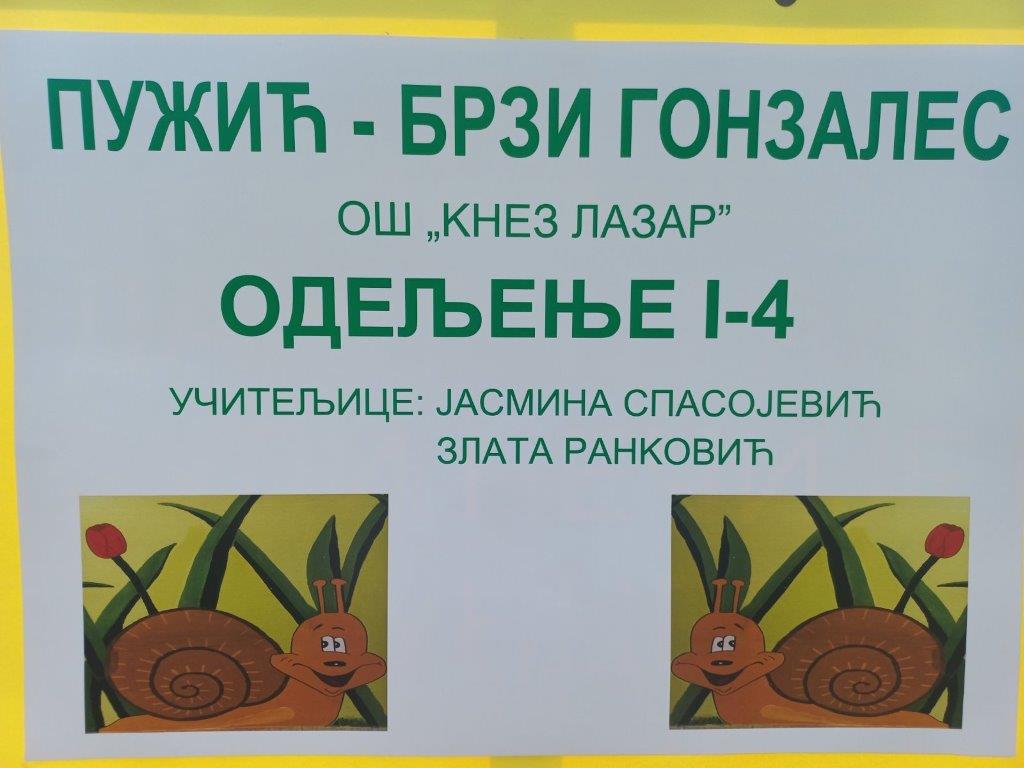 ПУЖИЋ - БРЗИ ГОНЗАЛЕС
ОШ „КНЕЗ ЛАЗАР”
ОДЕЉЕЊЕ I-4
УЧИТЕЉИЦЕ: ЈАСМИНА СПАСОЈЕВИЋ
ЗЛАТА РАНКОВИЋ